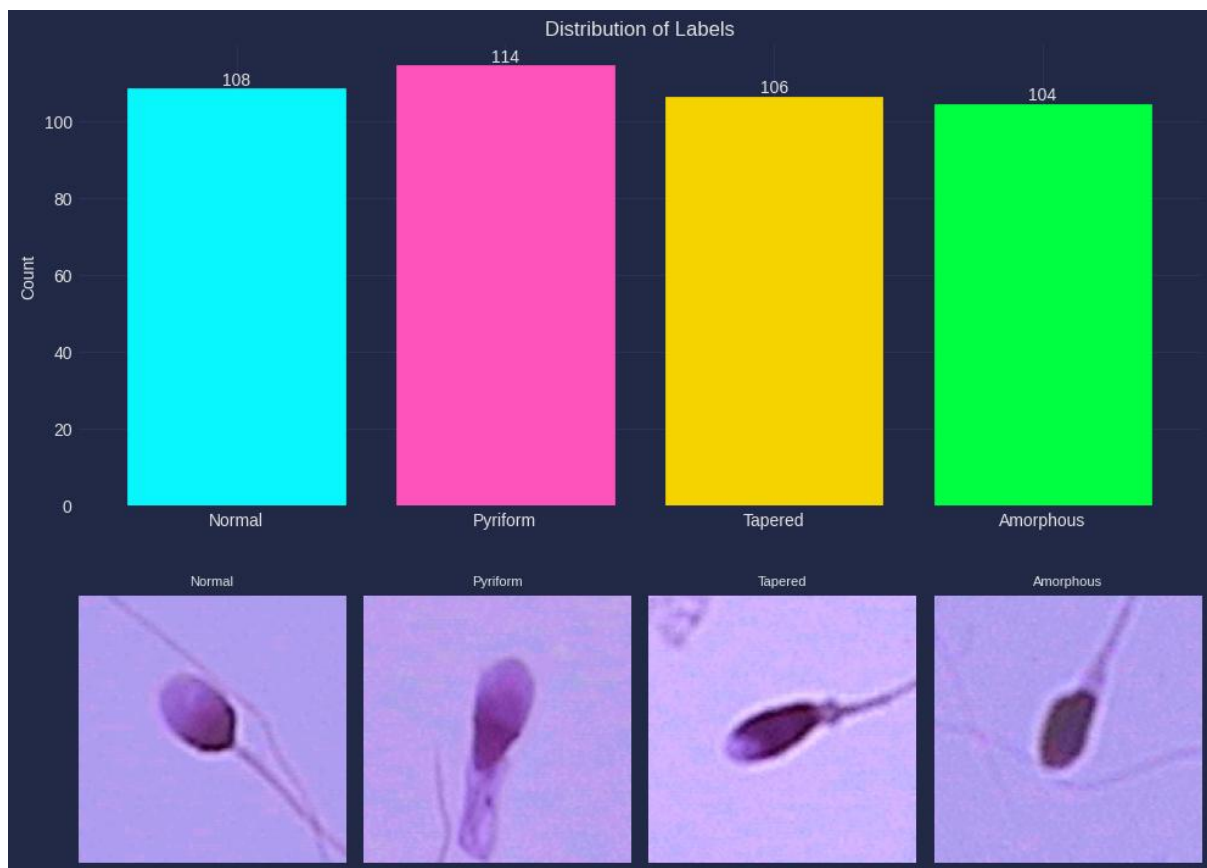 Distribution of Labels
108
114
106
104
100
80
60
40
20
0
Count
Normal
Pyriform
Tapered
Amorphous
Normal
Pyriform
Tapered
Amorphous